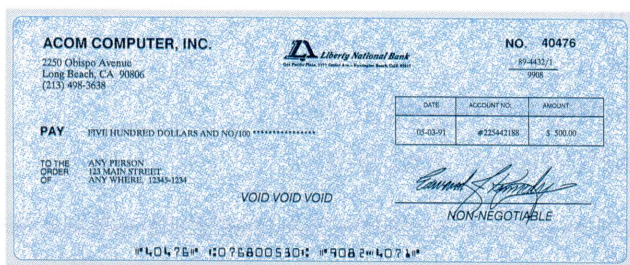 ACOM COMPUTER, INC.
2250 Obispo Avenue
Long Beach, CA 90806
(213) 498-3638
Liberty National Bank
NO. 40476
89-4432/1
9908
DATE ACCOUNT NO. AMOUNT
05-03-91 #225442188 $ 500.00
PAY FIVE HUNDRED DOLLARS AND NO/100 ****************
TO THE ORDER OF
ANY PERSON
123 MAIN STREET
ANY WHERE, 12345-1234
VOID VOID VOID
NON-NEGOTIABLE
⑈40476⑈ ⑆076800530⑆ ⑈9082⑉4071⑈